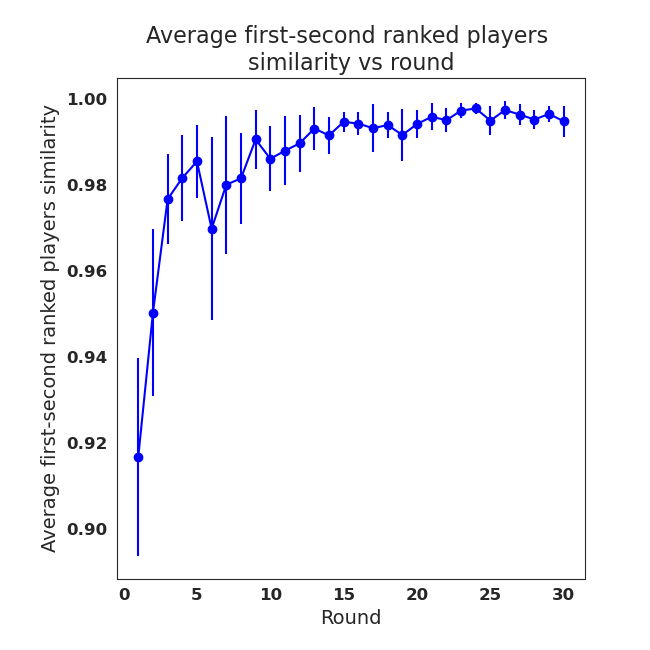 Average first-second ranked players
similarity vs round
Average first-second ranked players similarity
1.00
0.98
0.96
0.94
0.92
0.90
0 5 10 15 20 25 30
Round